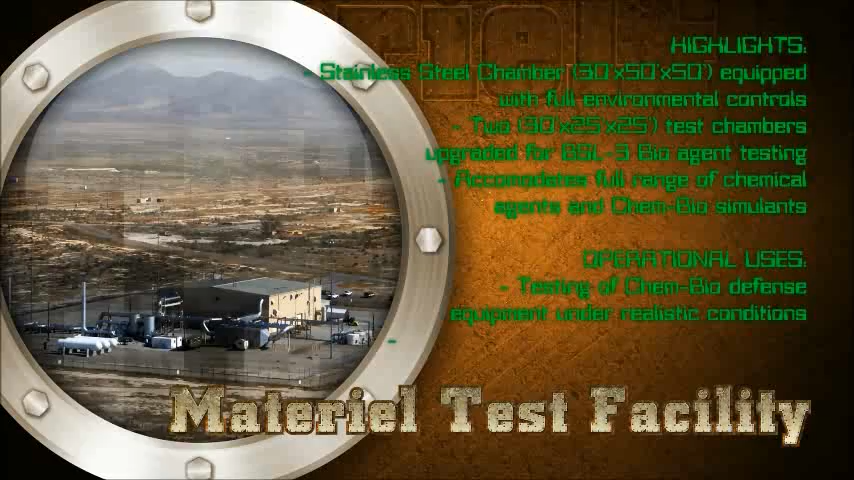 HIGHLIGHTS:
- Stainless Steel Chamber (30'x50'x50') equipped
with full environmental controls
- Two (30'x25'x25') test chambers
upgraded for BSL-3 Bio agent testing
- Accomodates full range of chemical
agents and Chem-Bio simulants
OPERATIONAL USES:
- Testing of Chem-Bio defense
equipment under realistic conditions
-
Materiel Test Facility